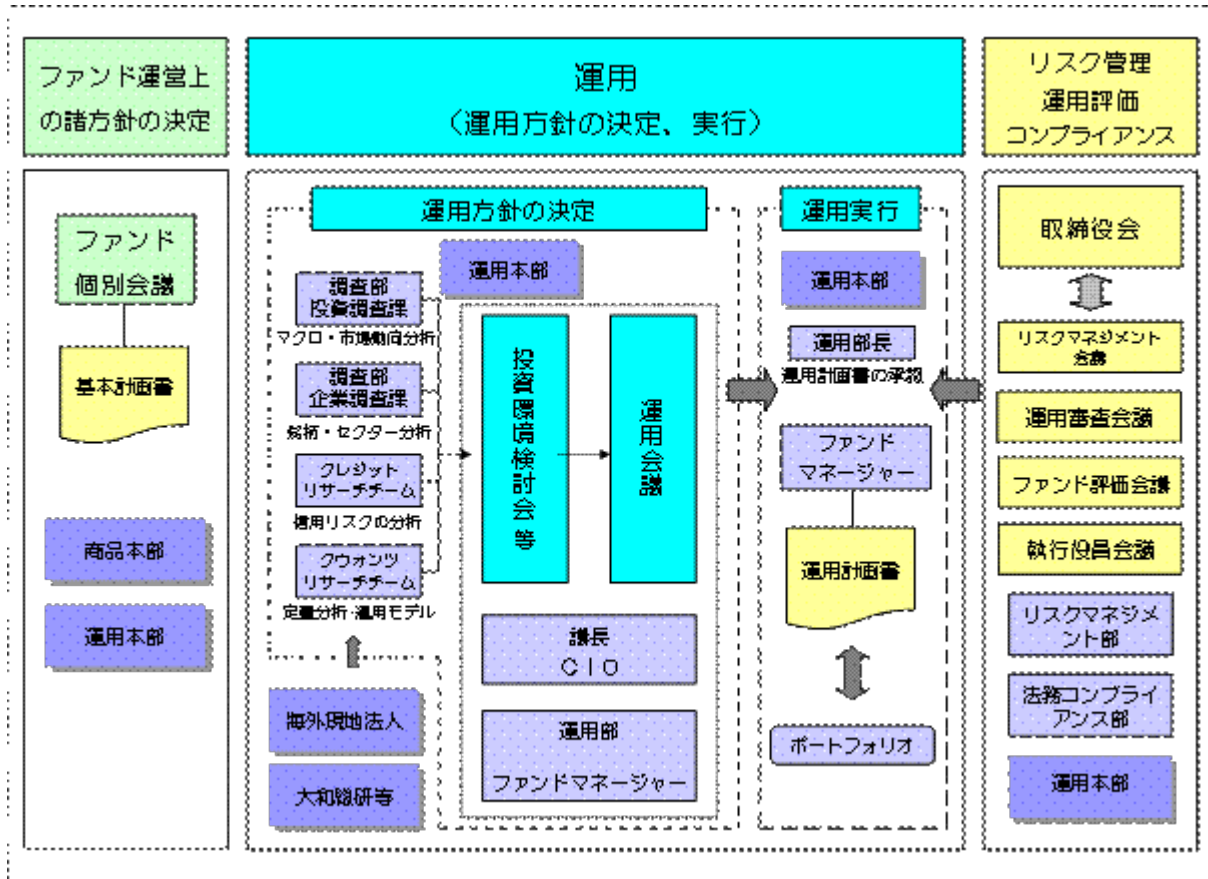 ファンド運営上
の諸方針の決定
運用
（運用方針の決定、実行）
リスク管理
運用評価
コンプライアンス
ファンド
個別会議
基本計画書
商品本部
運用本部
運用方針の決定
運用本部
調査部
投資調査課
マクロ・市場動向分析
調査部
企業調査課
銘柄・セクター分析
クレジット
リサーチチーム
信用リスクの分析
クウォンツ
リサーチチーム
定量分析・運用モデル
海外現地法人
大和総研等
投資環境検討会等
運用会議
議長
ＣＩＯ
運用部
ファンドマネージャー
運用実行
運用本部
運用部長
運用計画書の承認
ファンド
マネージャー
運用計画書
ポートフォリオ
取締役会
リスクマネジメント
会議
運用審査会議
ファンド評価会議
執行役員会議
リスクマネジメ
ント部
法務コンプライ
アンス部
運用本部